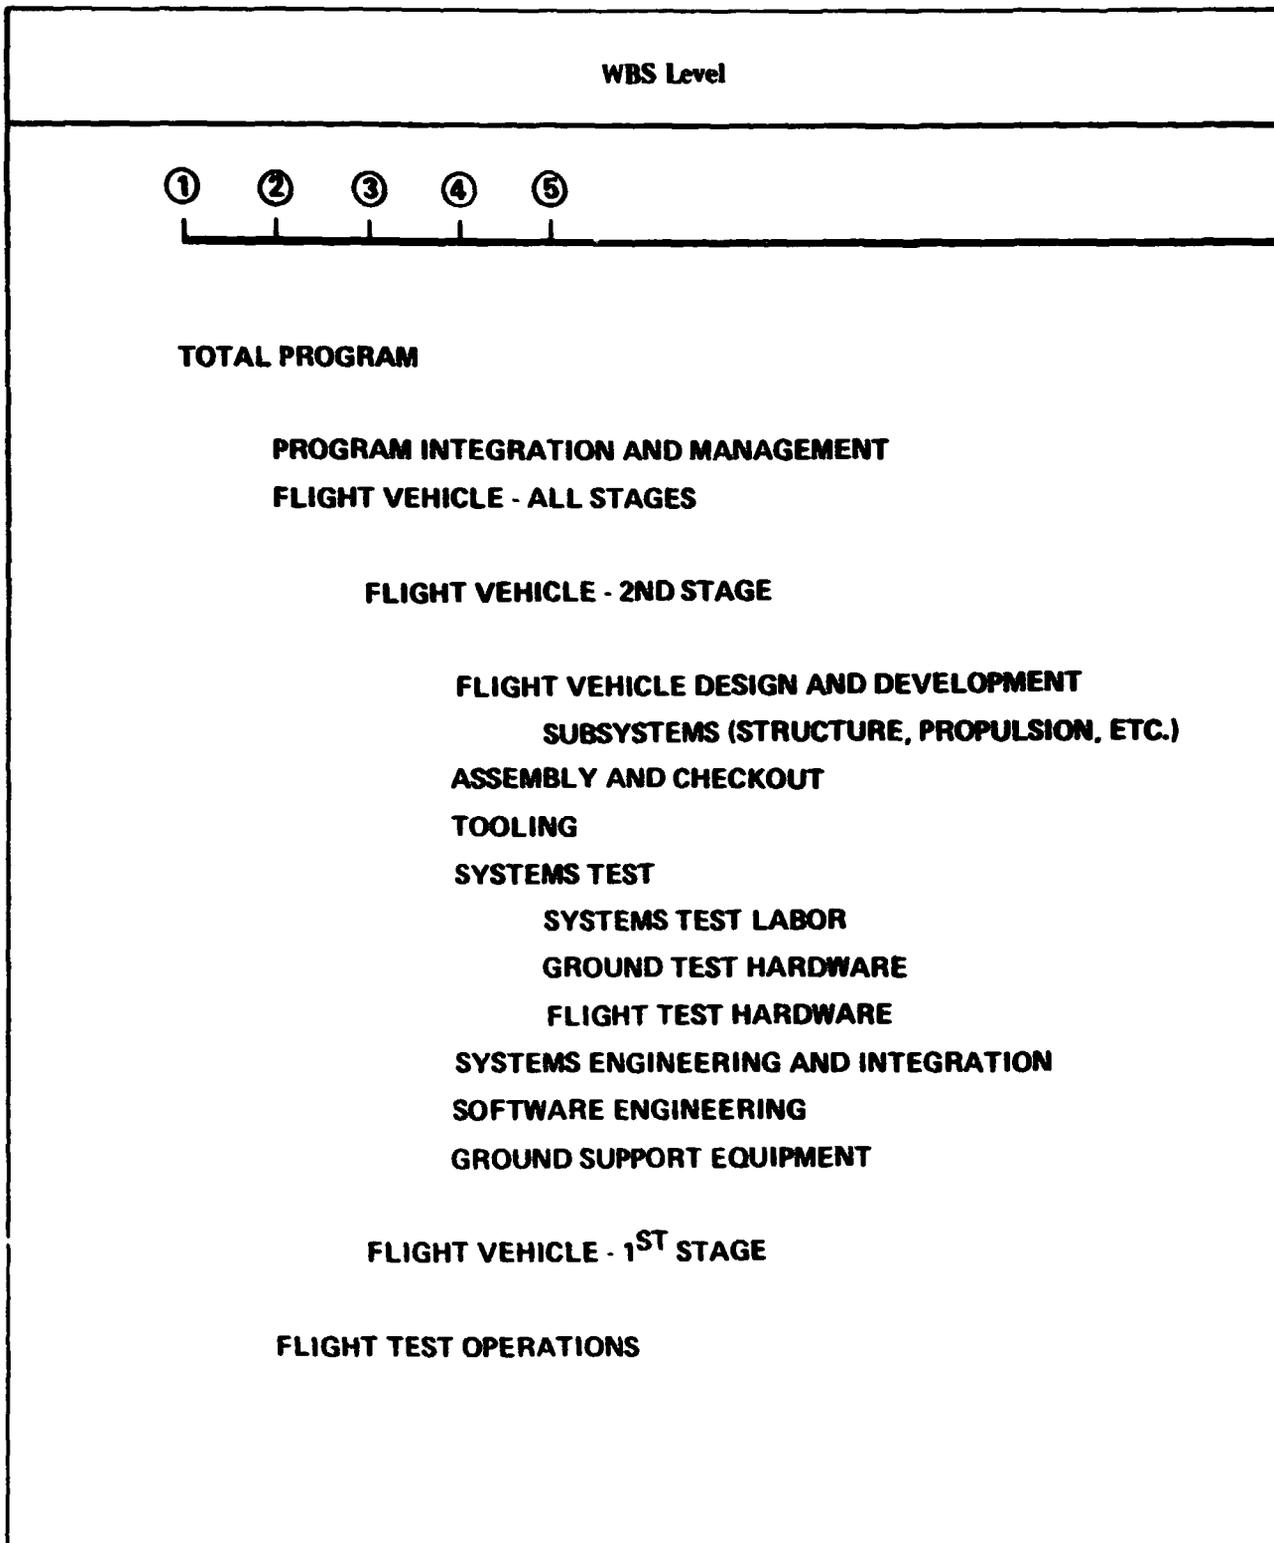 WBS Level
① ② ③ ④ ⑤
TOTAL PROGRAM
PROGRAM INTEGRATION AND MANAGEMENT
FLIGHT VEHICLE - ALL STAGES
FLIGHT VEHICLE - 2ND STAGE
FLIGHT VEHICLE DESIGN AND DEVELOPMENT
SUBSYSTEMS (STRUCTURE, PROPULSION, ETC.)
ASSEMBLY AND CHECKOUT
TOOLING
SYSTEMS TEST
SYSTEMS TEST LABOR
GROUND TEST HARDWARE
FLIGHT TEST HARDWARE
SYSTEMS ENGINEERING AND INTEGRATION
SOFTWARE ENGINEERING
GROUND SUPPORT EQUIPMENT
FLIGHT VEHICLE - 1ST STAGE
FLIGHT TEST OPERATIONS